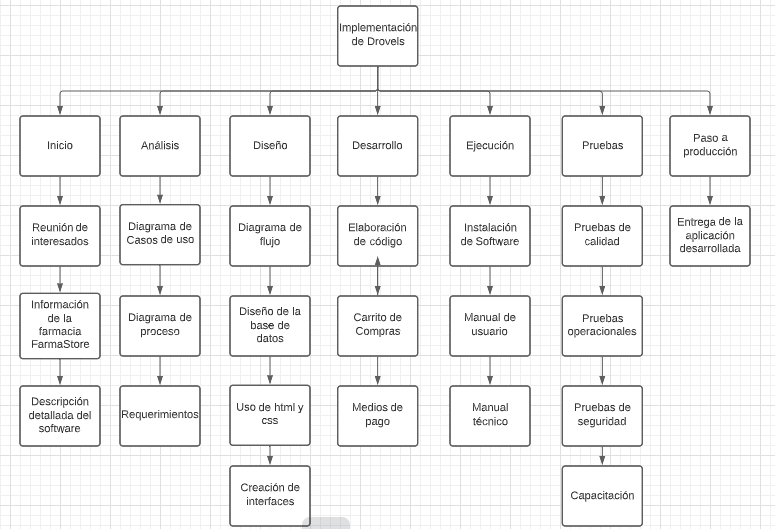 Implementación
de Drovels
Inicio
Análisis
Diseño
Desarrollo
Ejecución
Pruebas
Paso a
producción
Reunión de
interesados
Diagrama de
Casos de uso
Diagrama de
flujo
Elaboración
de código
Instalación
de Software
Pruebas de
calidad
Entrega de la
aplicación
desarrollada
Información
de la
farmacia
FarmaStore
Diagrama de
proceso
Diseño de la
base de
datos
Carrito de
Compras
Manual de
usuario
Pruebas
operacionales
Descripción
detallada del
software
Requerimientos
Uso de html y
css
Medios de
pago
Manual
técnico
Pruebas de
seguridad
Creación de
interfaces
Capacitación